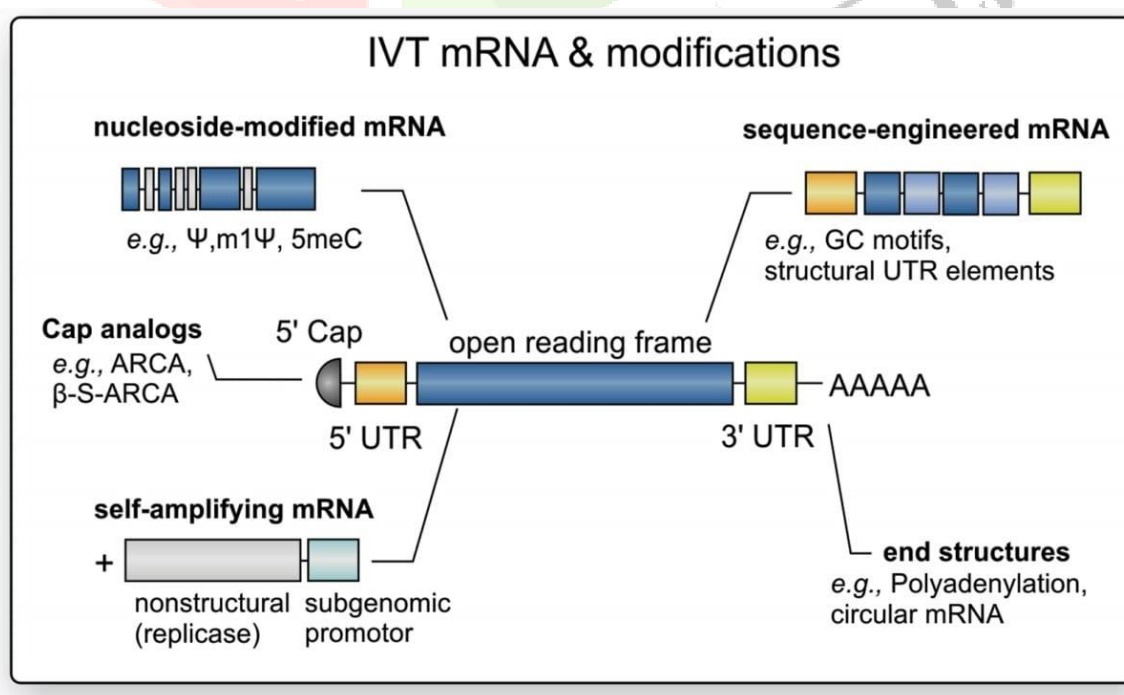 IVT mRNA & modifications
nucleoside-modified mRNA
e.g., Ψ,m1Ψ, 5meC
sequence-engineered mRNA
e.g., GC motifs,
structural UTR elements
Cap analogs
e.g., ARCA,
β-S-ARCA
5' Cap
open reading frame
AAAAA
5' UTR
3' UTR
self-amplifying mRNA
+
nonstructural
(replicase)
subgenomic
promotor
end structures
e.g., Polyadenylation,
circular mRNA